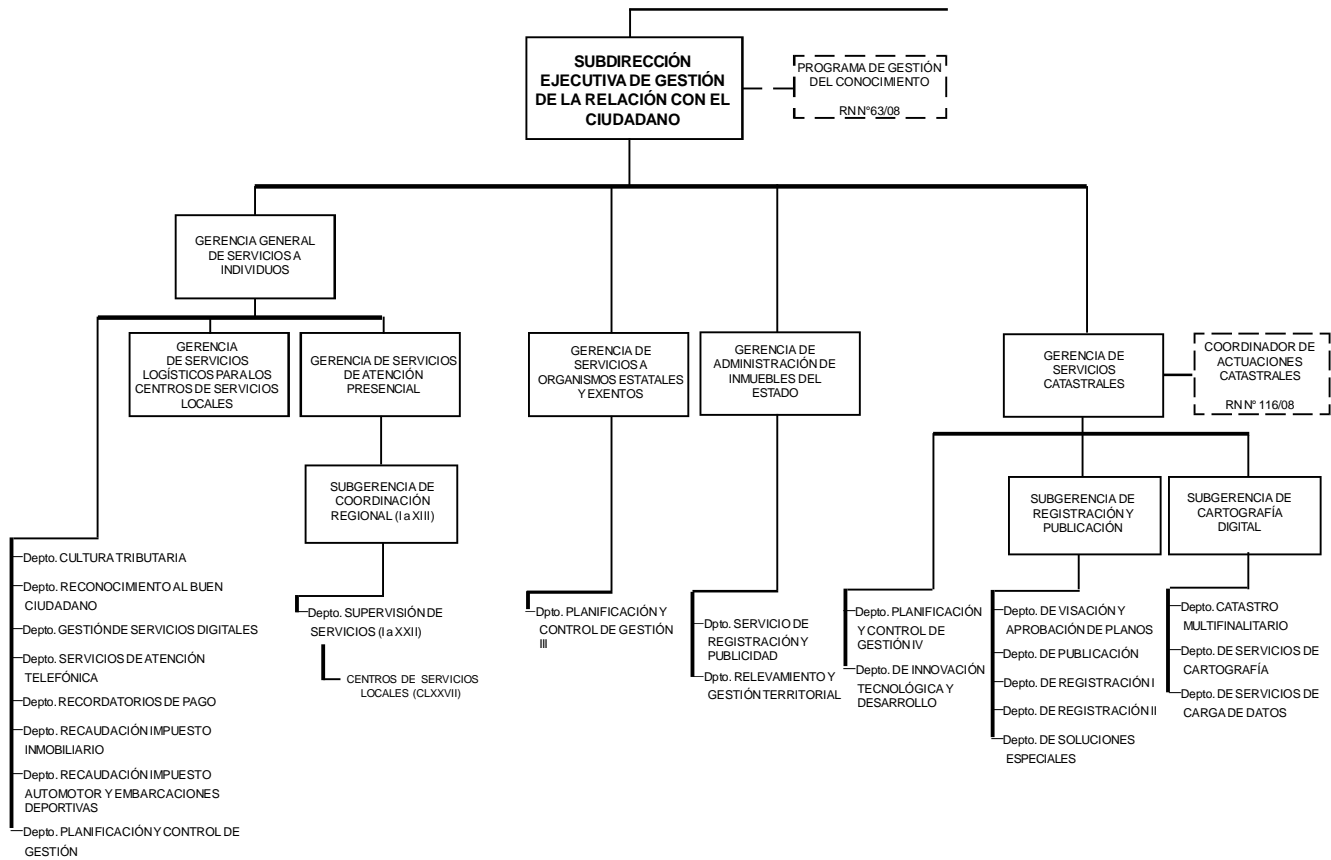 SUBDIRECCIÓN
EJECUTIVA DE GESTIÓN
DE LA RELACIÓN CON EL
CIUDADANO
PROGRAMA DE GESTIÓN
DEL CONOCIMIENTO
RN N°63/08
GERENCIA GENERAL
DE SERVICIOS A
INDIVIDUOS
GERENCIA
DE SERVICIOS
LOGÍSTICOS PARA LOS
CENTROS DE SERVICIOS
LOCALES
GERENCIA DE SERVICIOS
DE ATENCIÓN
PRESENCIAL
GERENCIA DE
SERVICIOS A
ORGANISMOS ESTATALES
Y EXENTOS
GERENCIA DE
ADMINISTRACIÓN DE
INMUEBLES DEL
ESTADO
GERENCIA DE
SERVICIOS
CATASTRALES
COORDINADOR DE
ACTUACIONES
CATASTRALES
RN N° 116/08
SUBGERENCIA DE
COORDINACIÓN
REGIONAL (I a XIII)
SUBGERENCIA DE
REGISTRACIÓN Y
PUBLICACIÓN
SUBGERENCIA DE
CARTOGRAFÍA
DIGITAL
Depto. CULTURA TRIBUTARIA
Depto. RECONOCIMIENTO AL BUEN
CIUDADANO
Depto. GESTIÓN DE SERVICIOS DIGITALES
Depto. SERVICIOS DE ATENCIÓN
TELEFÓNICA
Depto. RECORDATORIOS DE PAGO
Depto. RECAUDACIÓN IMPUESTO
INMOBILIARIO
Depto. RECAUDACIÓN IMPUESTO
AUTOMOTOR Y EMBARCACIONES
DEPORTIVAS
Depto. PLANIFICACIÓN Y CONTROL DE
GESTIÓN
Depto. SUPERVISIÓN DE
SERVICIOS (I a XXII)
CENTROS DE SERVICIOS
LOCALES (CLXXVII)
Dpto. PLANIFICACIÓN Y
CONTROL DE GESTIÓN
III
Dpto. SERVICIO DE
REGISTRACIÓN Y
PUBLICIDAD
Dpto. RELEVAMIENTO Y
GESTIÓN TERRITORIAL
Depto. PLANIFICACIÓN
Y CONTROL DE
GESTIÓN IV
Depto. DE INNOVACIÓN
TECNOLÓGICA Y
DESARROLLO
Depto. DE VISACIÓN Y
APROBACIÓN DE PLANOS
Depto. DE PUBLICACIÓN
Depto. DE REGISTRACIÓN I
Depto. DE REGISTRACIÓN II
Depto. DE SOLUCIONES
ESPECIALES
Depto. CATASTRO
MULTIFINALITARIO
Depto. DE SERVICIOS DE
CARTOGRAFÍA
Depto. DE SERVICIOS DE
CARGA DE DATOS